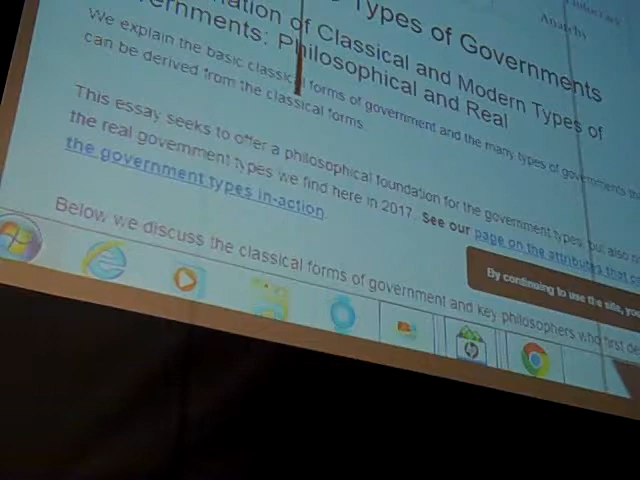 Types of Governments
Anarchy
of Classical and Modern Types of
Governments: Philosophical and Real
We explain the basic classical forms of government and the many types of governments
can be derived from the classical forms.
This essay seeks to offer a philosophical foundation for the government types, but also
the real government types we find here in 2017. See our page on the attributes that
the government types in-action.
Below we discuss the classical forms of government and key philosophers who first
By continuing to use the site, you
hp